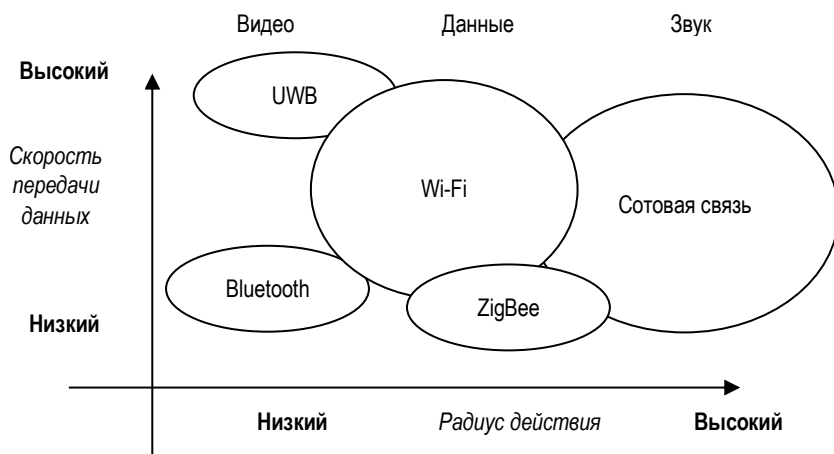 Видео Данные Звук
Высокий
UWB
Скорость
передачи
данных
Wi-Fi
Сотовая связь
Bluetooth
ZigBee
Низкий
Низкий Радиус действия Высокий